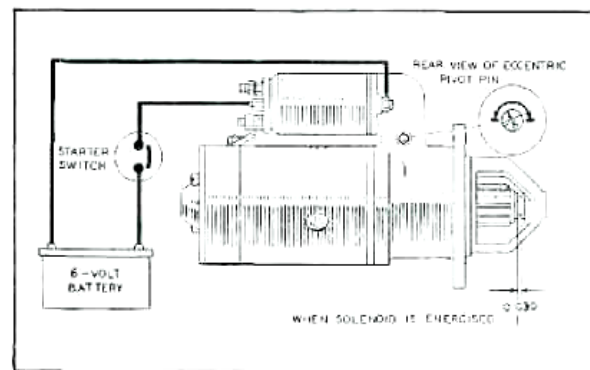 REAR VIEW OF ECCENTRIC
PIVOT PIN
STARTER
SWITCH
6-VOLT
BATTERY
0.030
WHEN SOLENOID IS ENERGISED